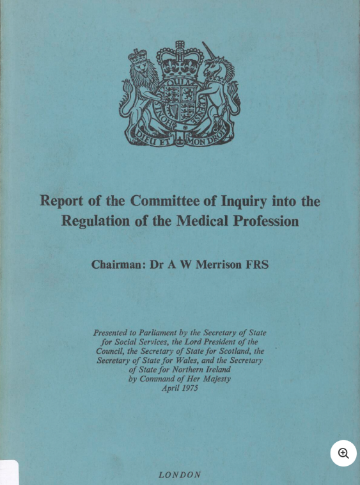 DIEU ET MON DROIT
Report of the Committee of Inquiry into the
Regulation of the Medical Profession
Chairman: Dr A W Merrison FRS
Presented to Parliament by the Secretary of State
for Social Services, the Lord President of the
Council, the Secretary of State for Scotland, the
Secretary of State for Wales, and the Secretary
of State for Northern Ireland
by Command of Her Majesty
April 1975
LONDON